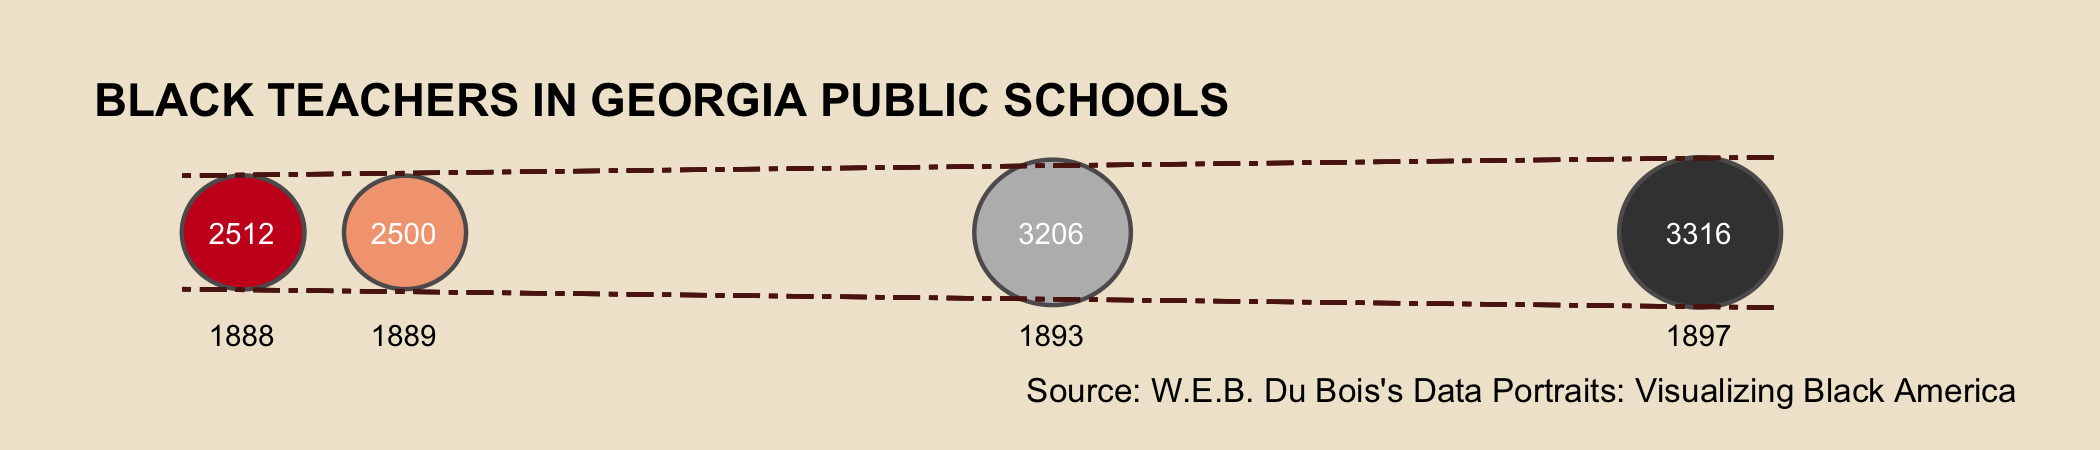 BLACK TEACHERS IN GEORGIA PUBLIC SCHOOLS
2512 2500 3206 3316
1888 1889 1893 1897
Source: W.E.B. Du Bois's Data Portraits: Visualizing Black America